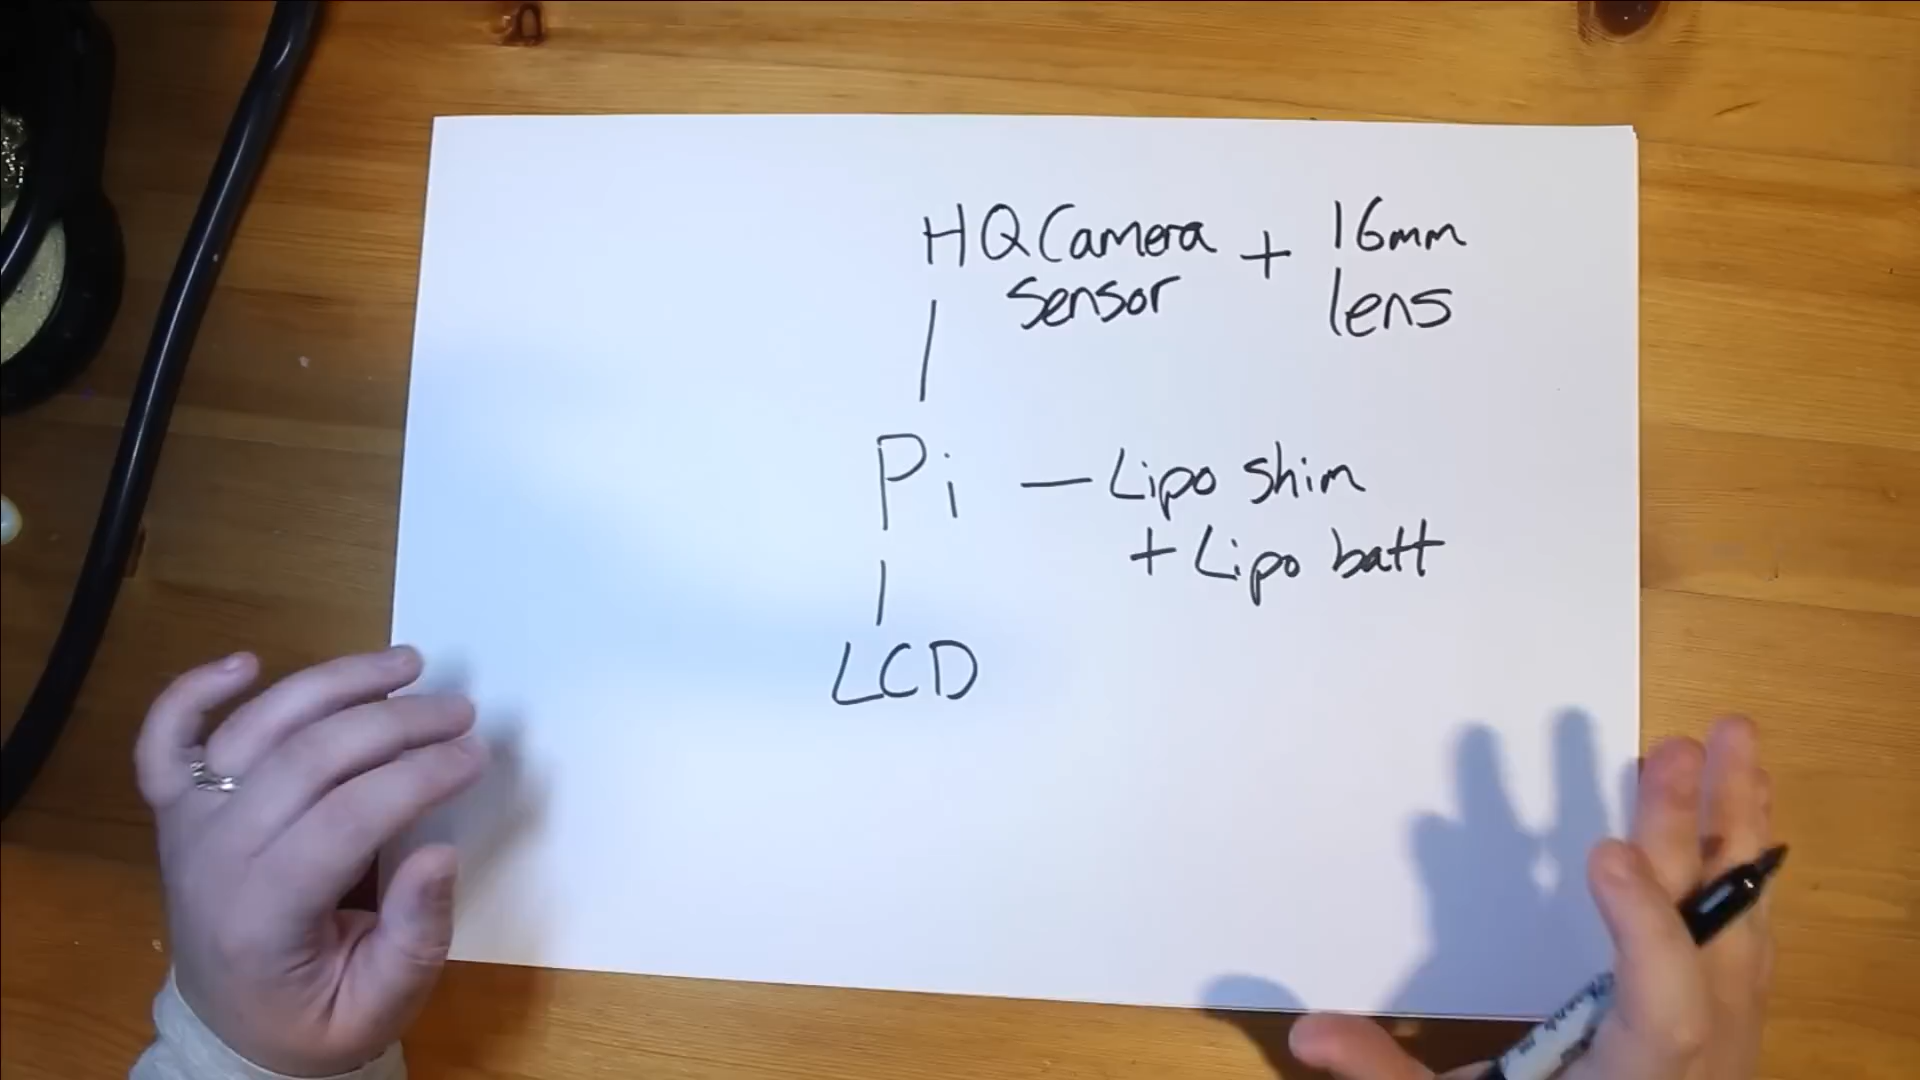 HQ Camera + 16mm
sensor lens
Pi — Lipo shim
+ Lipo batt
LCD